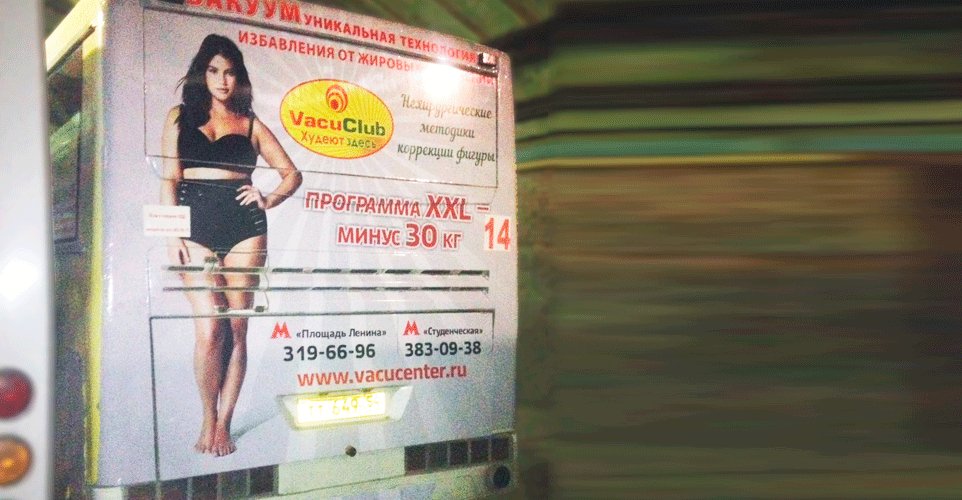 ВАКУУМ УНИКАЛЬНАЯ ТЕХНОЛОГИЯ
ИЗБАВЛЕНИЯ ОТ ЖИРОВЫХ
VacuClub
Худеют здесь
Нехирургические
методики
коррекции фигуры
ПРОГРАММА XXL –
МИНУС 30 КГ
14
М «Площадь Ленина»
319-66-96
М «Студенческая»
383-09-38
www.vacucenter.ru